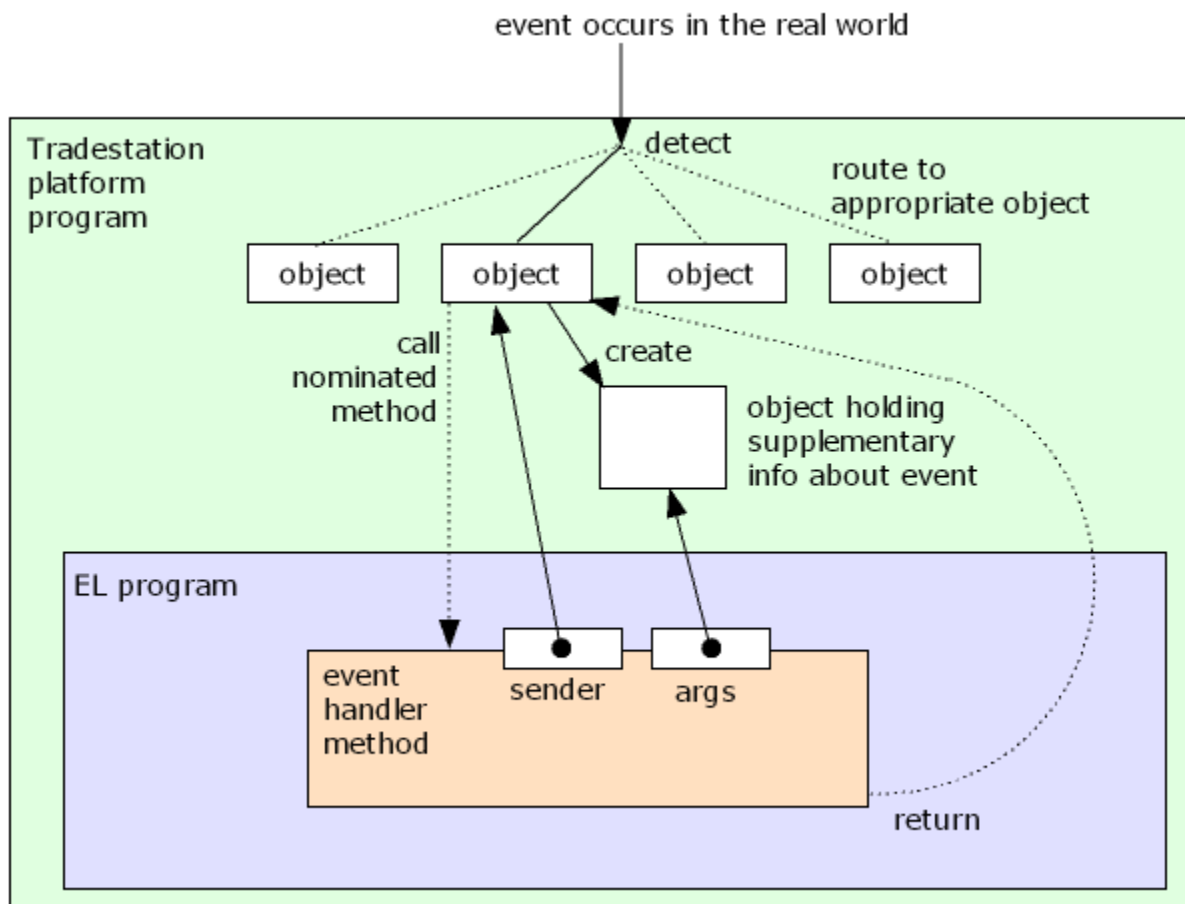 event occurs in the real world
Tradestation
platform
program
detect
route to
appropriate object
object
object
object
object
call
nominated
method
create
object holding
supplementary
info about event
EL program
event
handler
method
sender
args
return